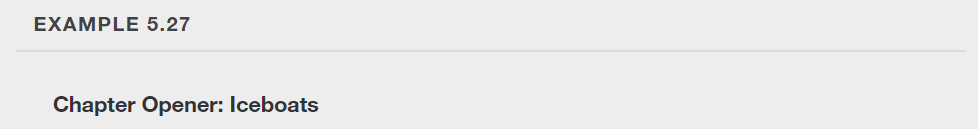 EXAMPLE 5.27
Chapter Opener: Iceboats